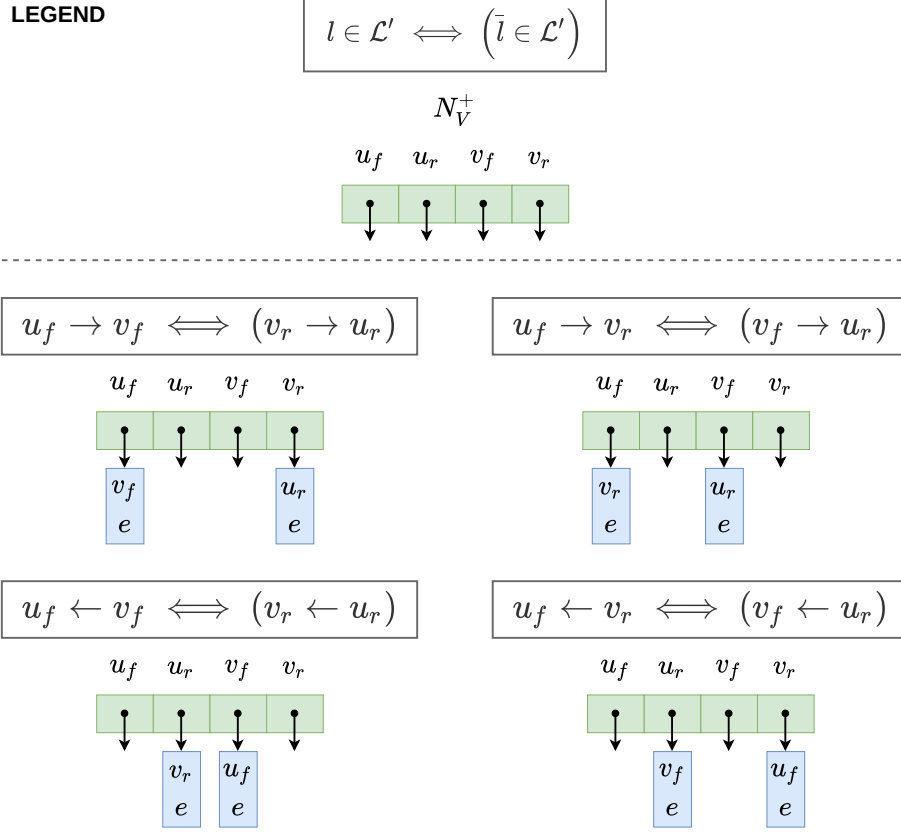 LEGEND
l ∈ 𝓛′ ⟺ (l̄ ∈ 𝓛′)
N_V^+
u_f u_r v_f v_r
u_f → v_f ⟺ (v_r → u_r)
u_f u_r v_f v_r
v_f u_r
e e
u_f → v_r ⟺ (v_f → u_r)
u_f u_r v_f v_r
v_r u_r
e e
u_f ← v_f ⟺ (v_r ← u_r)
u_f u_r v_f v_r
v_r u_f
e e
u_f ← v_r ⟺ (v_f ← u_r)
u_f u_r v_f v_r
v_f u_f
e e